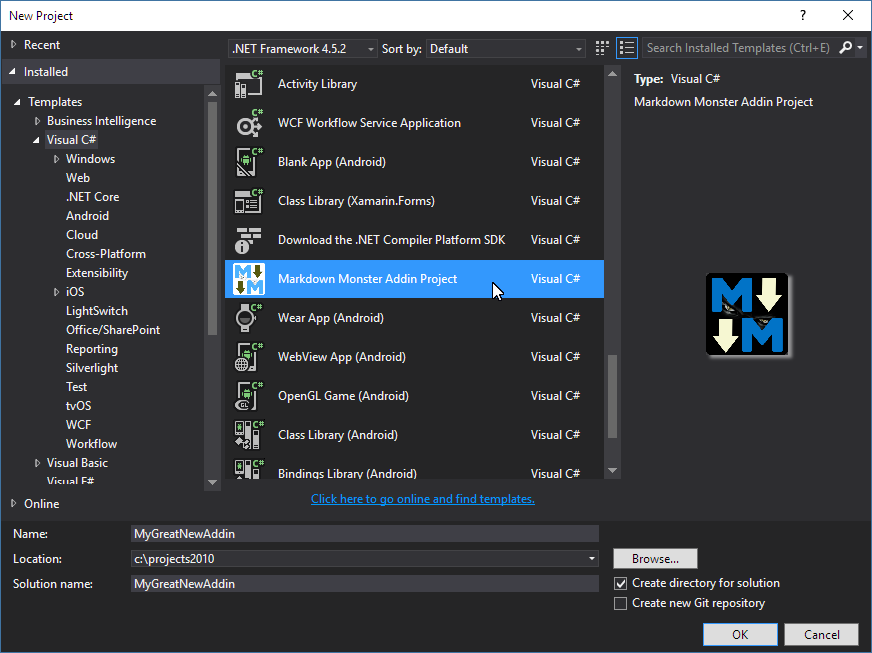 New Project
?
Recent
.NET Framework 4.5.2
Sort by:
Default
Search Installed Templates (Ctrl+E)
Installed
Templates
Business Intelligence
Visual C#
Windows
Web
.NET Core
Android
Cloud
Cross-Platform
Extensibility
iOS
LightSwitch
Office/SharePoint
Reporting
Silverlight
Test
tvOS
WCF
Workflow
Visual Basic
Visual F#
Online
C# Activity Library Visual C#
C# WCF Workflow Service Application Visual C#
C# Blank App (Android) Visual C#
C# Class Library (Xamarin.Forms) Visual C#
Download the .NET Compiler Platform SDK Visual C#
M M Markdown Monster Addin Project Visual C#
C# Wear App (Android) Visual C#
C# WebView App (Android) Visual C#
C# GL OpenGL Game (Android) Visual C#
C# Class Library (Android) Visual C#
C# Bindings Library (Android) Visual C#
Click here to go online and find templates.
Type: Visual C#
Markdown Monster Addin Project
M
M
Name: MyGreatNewAddin
Location: c:\projects2010
Browse...
Solution name: MyGreatNewAddin
Create directory for solution
Create new Git repository
OK
Cancel